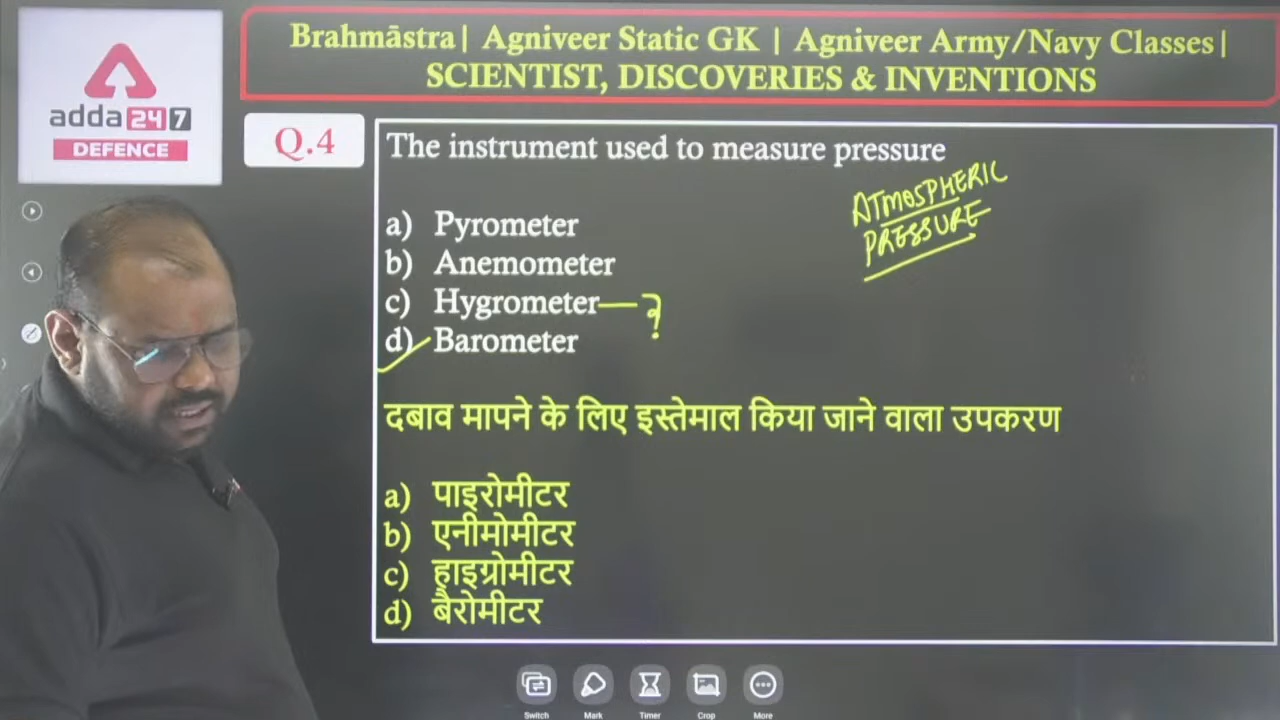 Brahmāstra| Agniveer Static GK | Agniveer Army/Navy Classes|
SCIENTIST, DISCOVERIES & INVENTIONS
adda 24 7
DEFENCE
Q.4
The instrument used to measure pressure
ATMOSPHERIC
PRESSURE
a) Pyrometer
b) Anemometer
c) Hygrometer — ?
d) Barometer
दबाव मापने के लिए इस्तेमाल किया जाने वाला उपकरण
a) पाइरोमीटर
b) एनीमोमीटर
c) हाइग्रोमीटर
d) बैरोमीटर
Switch Mark Timer Crop More